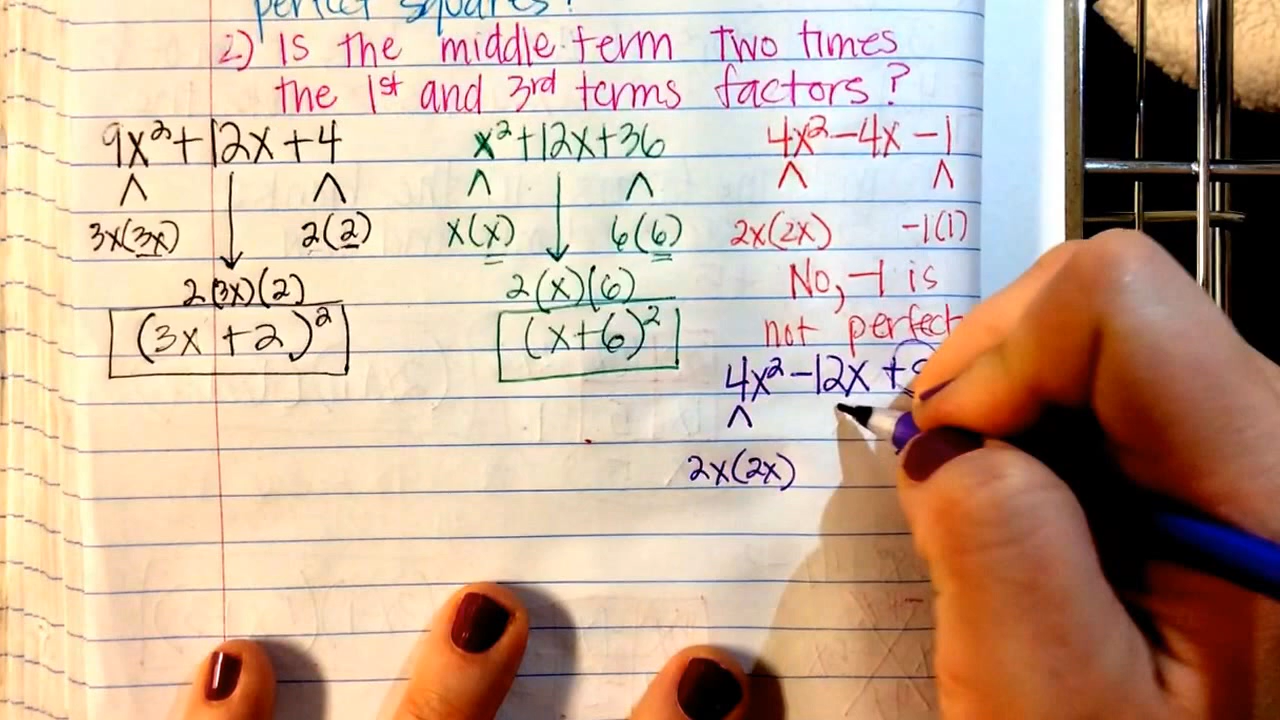 perfect squares?
2) Is the middle term two times
the 1st and 3rd terms factors?
9x²+12x+4
3x(3x) 2(2)
2(3x)(2)
(3x+2)²
x²+12x+36
x(x) 6(6)
2(x)(6)
(x+6)²
4x²-4x-1
2x(2x) -1(1)
No, -1 is
not perfect
4x²-12x+
2x(2x)